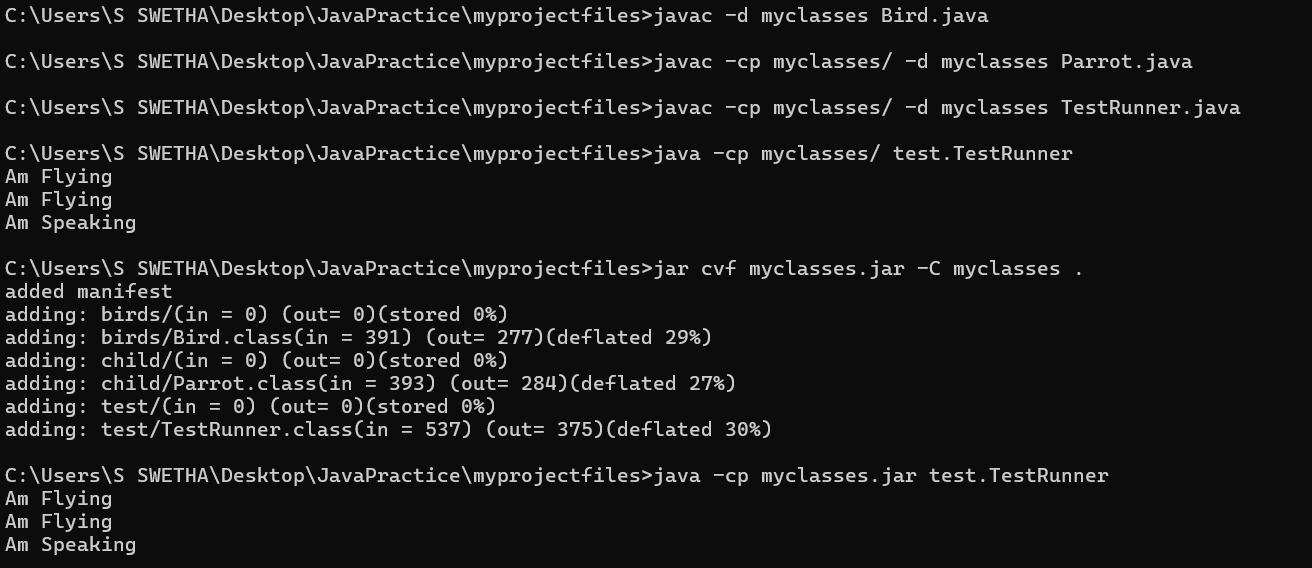 C:\Users\S SWETHA\Desktop\JavaPractice\myprojectfiles>javac -d myclasses Bird.java
C:\Users\S SWETHA\Desktop\JavaPractice\myprojectfiles>javac -cp myclasses/ -d myclasses Parrot.java
C:\Users\S SWETHA\Desktop\JavaPractice\myprojectfiles>javac -cp myclasses/ -d myclasses TestRunner.java
C:\Users\S SWETHA\Desktop\JavaPractice\myprojectfiles>java -cp myclasses/ test.TestRunner
Am Flying
Am Flying
Am Speaking
C:\Users\S SWETHA\Desktop\JavaPractice\myprojectfiles>jar cvf myclasses.jar -C myclasses .
added manifest
adding: birds/(in = 0) (out= 0)(stored 0%)
adding: birds/Bird.class(in = 391) (out= 277)(deflated 29%)
adding: child/(in = 0) (out= 0)(stored 0%)
adding: child/Parrot.class(in = 393) (out= 284)(deflated 27%)
adding: test/(in = 0) (out= 0)(stored 0%)
adding: test/TestRunner.class(in = 537) (out= 375)(deflated 30%)
C:\Users\S SWETHA\Desktop\JavaPractice\myprojectfiles>java -cp myclasses.jar test.TestRunner
Am Flying
Am Flying
Am Speaking